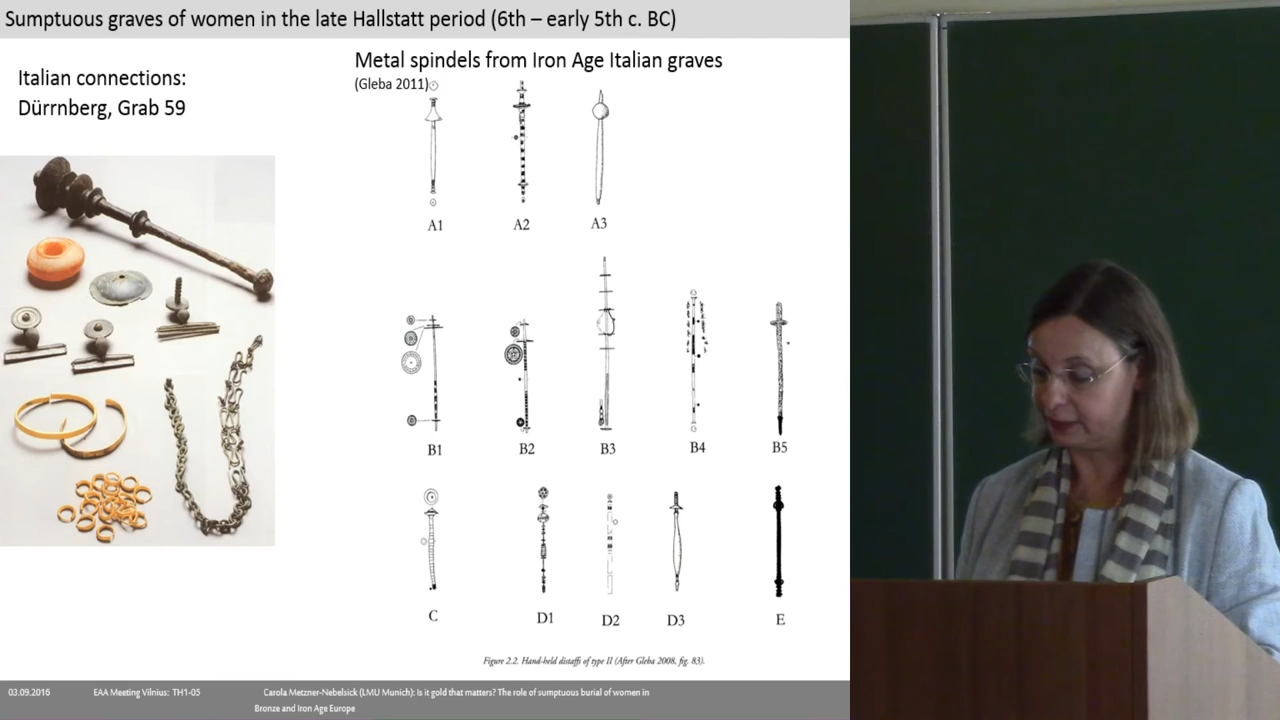 Sumptuous graves of women in the late Hallstatt period (6th – early 5th c. BC)
Italian connections:
Dürrnberg, Grab 59
Metal spindels from Iron Age Italian graves
(Gleba 2011)
A1 A2 A3
B1 B2 B3 B4 B5
C D1 D2 D3 E
Figure 2.2. Hand-held distaffs of type II (After Gleba 2008, fig. 83).
03.09.2016 EAA Meeting Vilnius: TH1-05 Carola Metzner-Nebelsick (LMU Munich): Is it gold that matters? The role of sumptuous burial of women in
Bronze and Iron Age Europe